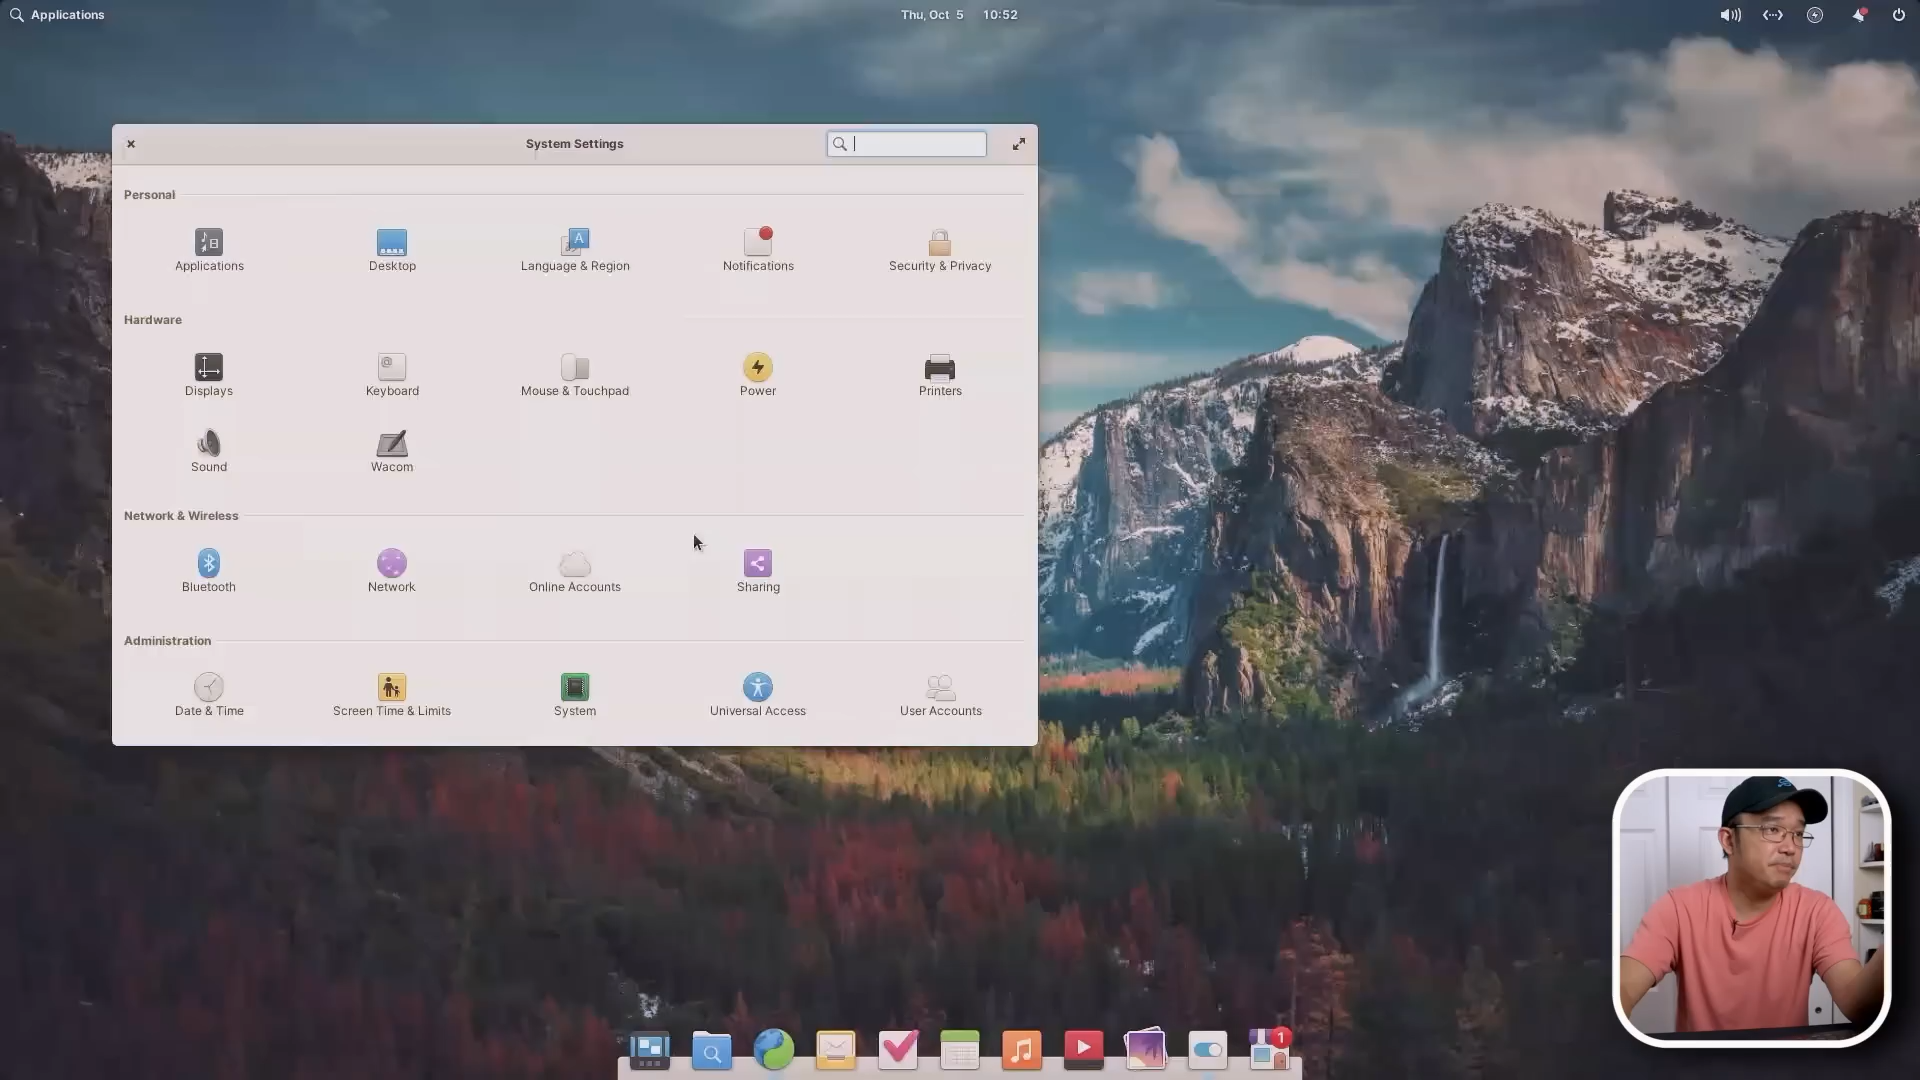 Applications
Thu, Oct 5 10:52
System Settings
Personal
Applications
Desktop
Language & Region
Notifications
Security & Privacy
Hardware
Displays
Keyboard
Mouse & Touchpad
Power
Printers
Sound
Wacom
Network & Wireless
Bluetooth
Network
Online Accounts
Sharing
Administration
Date & Time
Screen Time & Limits
System
Universal Access
User Accounts
1